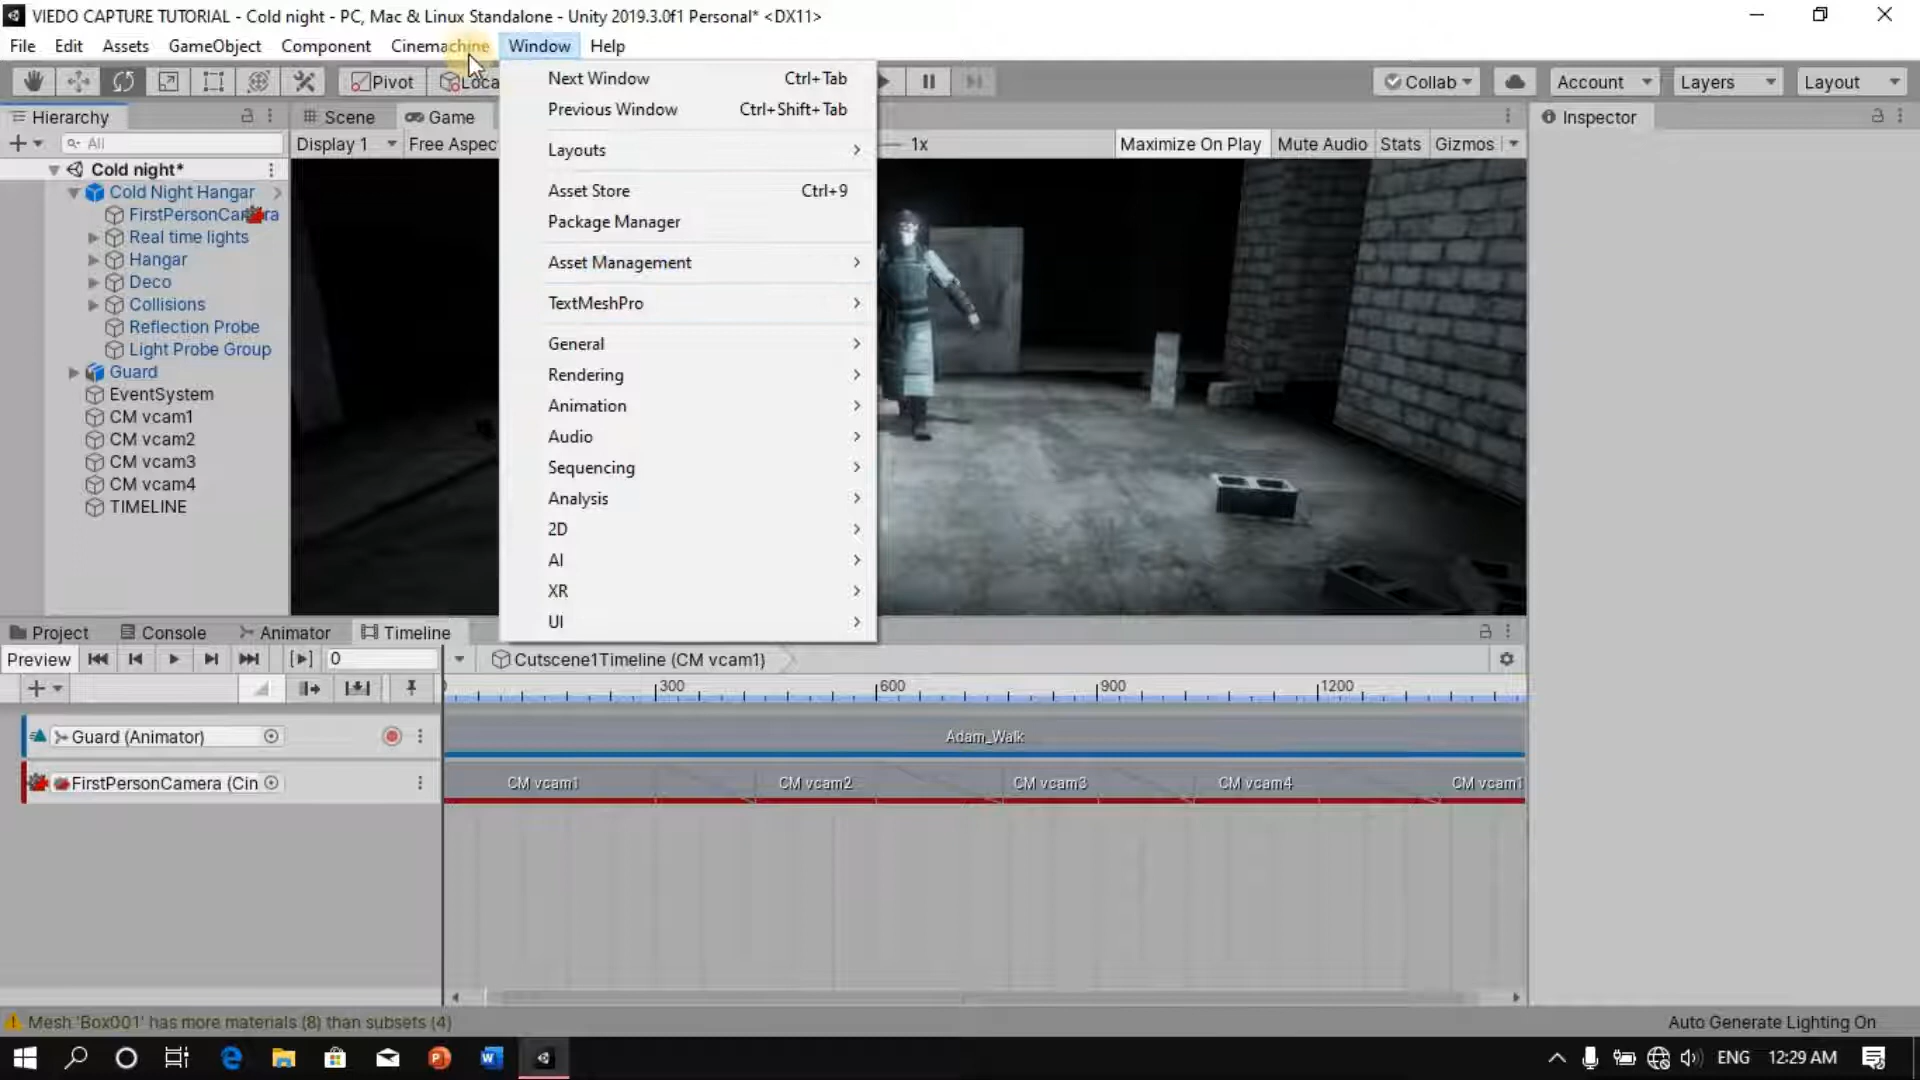 VIEDO CAPTURE TUTORIAL - Cold night - PC, Mac & Linux Standalone - Unity 2019.3.0f1 Personal* <DX11>
File Edit Assets GameObject Component Cinemachine Window Help
Pivot
Collab Account Layers Layout
Next Window Ctrl+Tab
Previous Window Ctrl+Shift+Tab
Layouts
Asset Store Ctrl+9
Package Manager
Asset Management
TextMeshPro
General
Rendering
Animation
Audio
Sequencing
Analysis
2D
AI
XR
UI
Hierarchy
All
Cold night*
Cold Night Hangar
FirstPersonCamera
Real time lights
Hangar
Deco
Collisions
Reflection Probe
Light Probe Group
Guard
EventSystem
CM vcam1
CM vcam2
CM vcam3
CM vcam4
TIMELINE
Scene Game
Display 1 Free Aspec 1x Maximize On Play Mute Audio Stats Gizmos
Inspector
Project Console Animator Timeline
Preview 0 Cutscene1Timeline (CM vcam1)
300 600 900 1200
Guard (Animator) Adam_Walk
FirstPersonCamera (Cin CM vcam1 CM vcam2 CM vcam3 CM vcam4 CM vcam1
Mesh 'Box001' has more materials (8) than subsets (4) Auto Generate Lighting On
ENG 12:29 AM